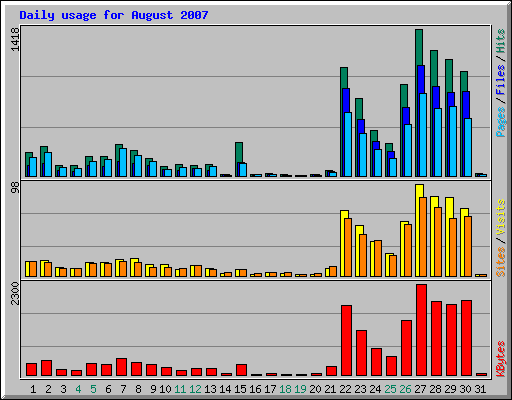 Daily usage for August 2007
1418
Pages / Files / Hits
98
Sites / Visits
2300
KBytes
1 2 3 4 5 6 7 8 9 10 11 12 13 14 15 16 17 18 19 20 21 22 23 24 25 26 27 28 29 30 31